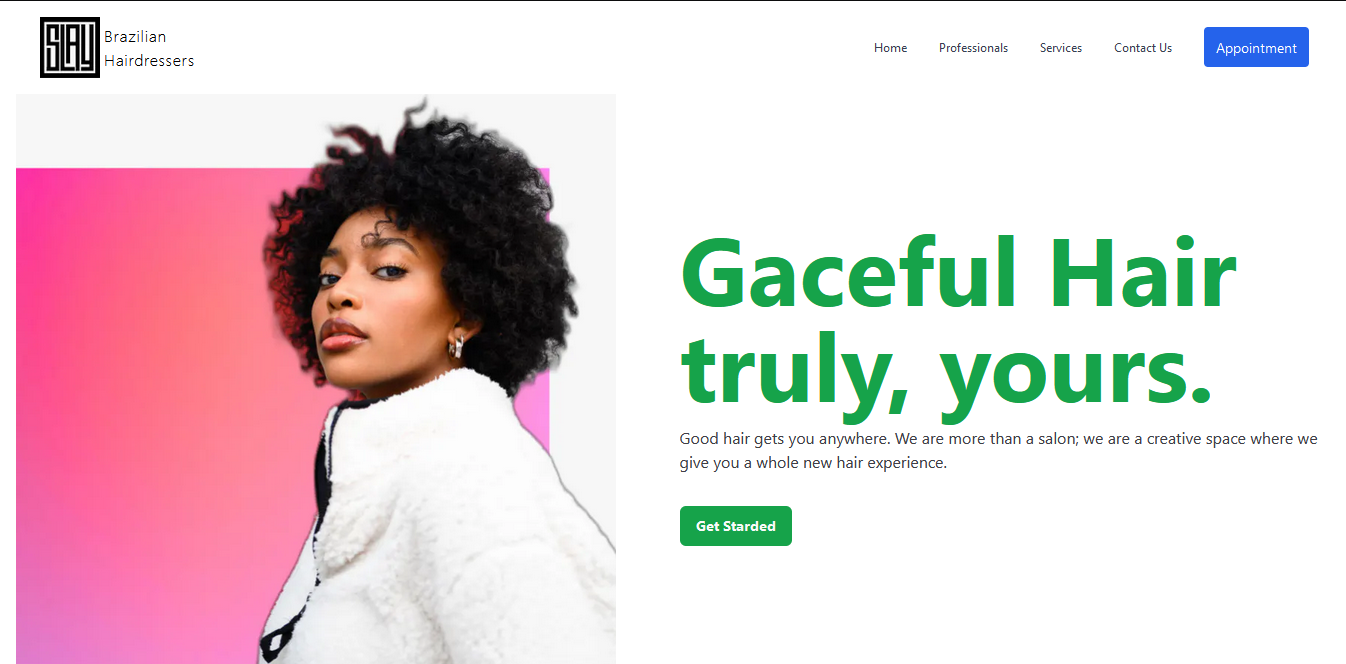 SLAY
Brazilian
Hairdressers
Home
Professionals
Services
Contact Us
Appointment
Gaceful Hair
truly, yours.
Good hair gets you anywhere. We are more than a salon; we are a creative space where we
give you a whole new hair experience.
Get Starded